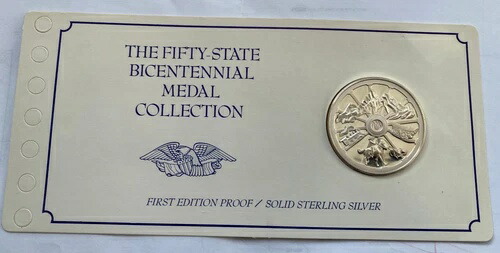 THE FIFTY-STATE
BICENTENNIAL
MEDAL
COLLECTION
FIRST EDITION PROOF / SOLID STERLING SILVER